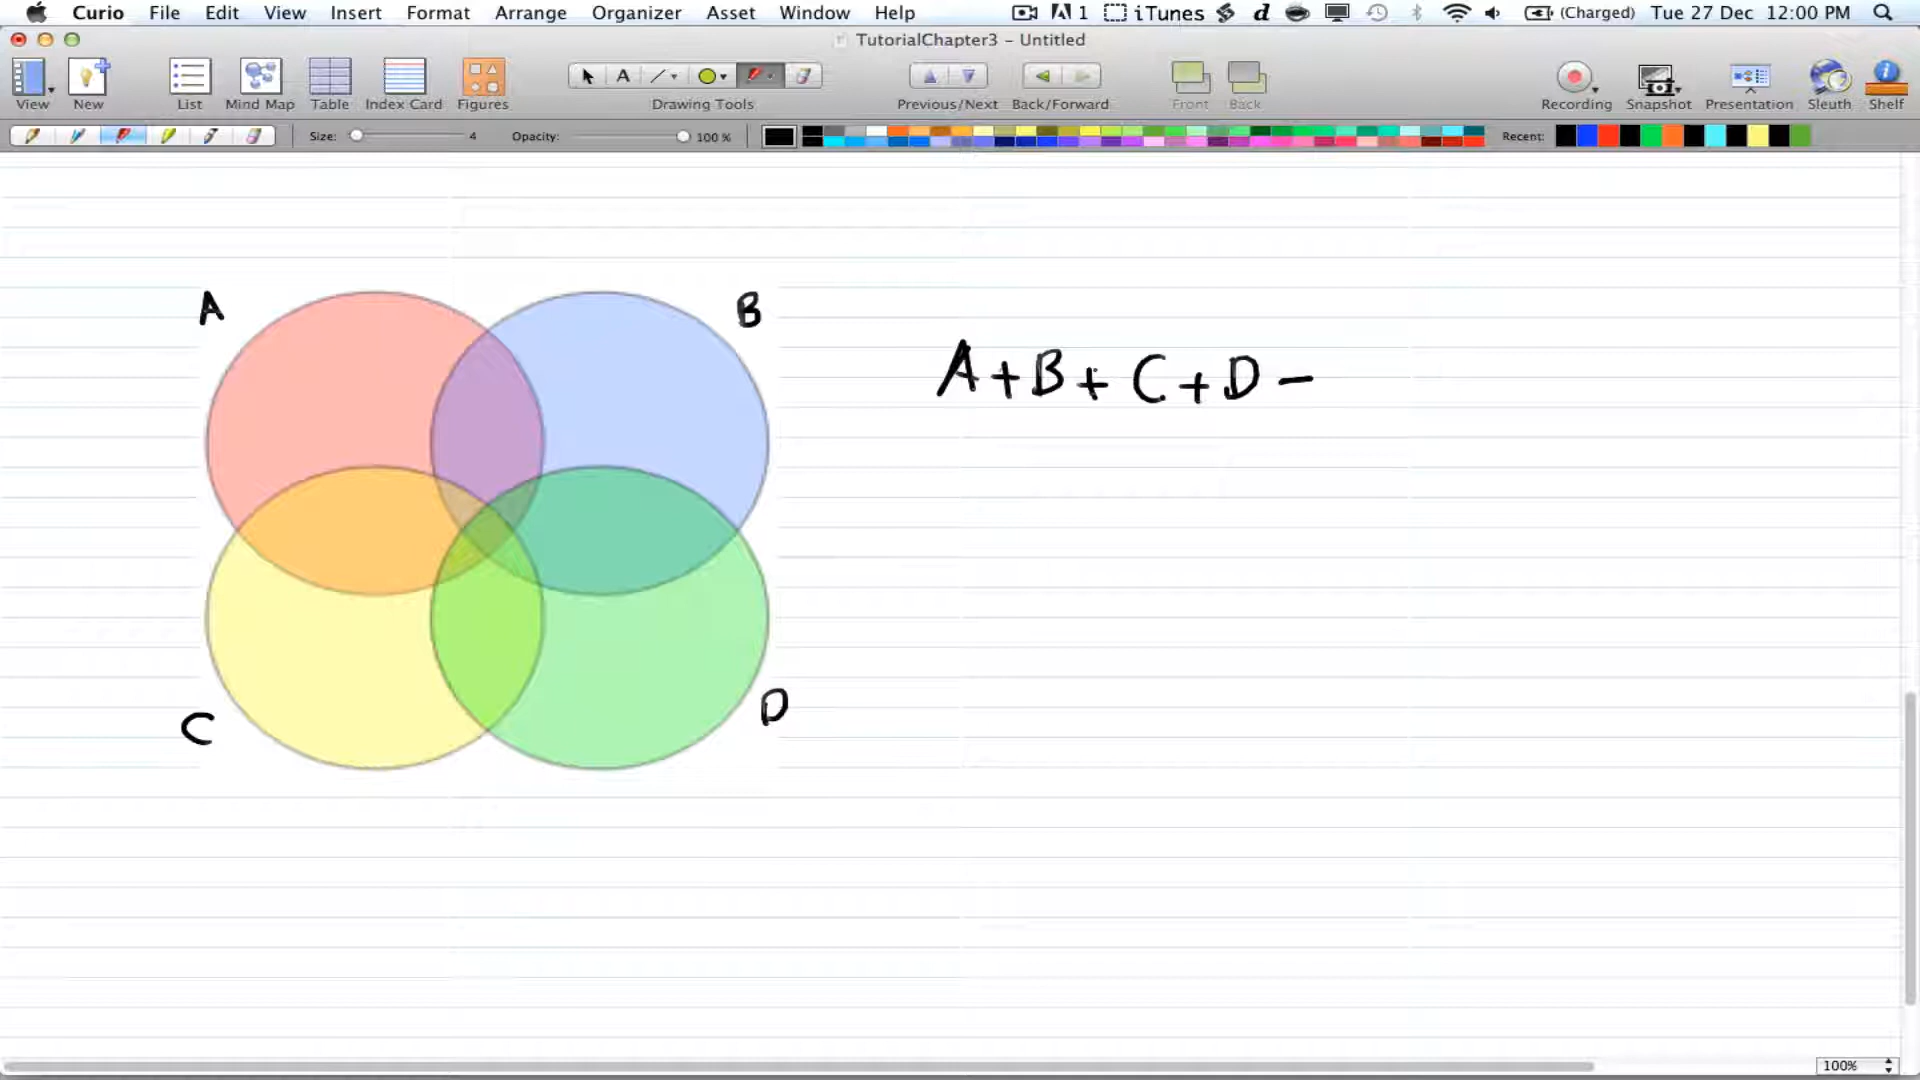 Curio File Edit View Insert Format Arrange Organizer Asset Window Help 1 iTunes d (Charged) Tue 27 Dec 12:00 PM
TutorialChapter3 – Untitled
A
View New List Mind Map Table Index Card Figures Drawing Tools Previous/Next Back/Forward Front Back Recording Snapshot Presentation Sleuth Shelf
Size: 4 Opacity: 100 % Recent:
A B
A + B + C + D –
C D
100%